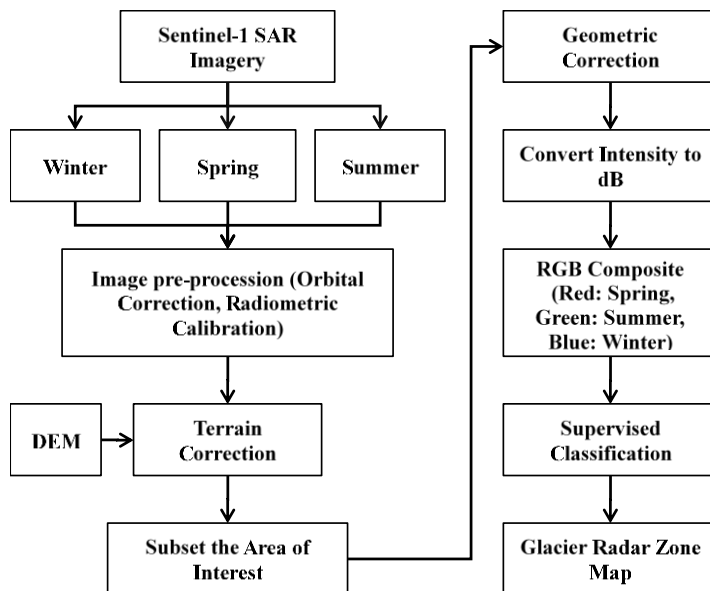 Sentinel-1 SAR
Imagery
Winter
Spring
Summer
Image pre-procession (Orbital
Correction, Radiometric
Calibration)
DEM
Terrain
Correction
Subset the Area of
Interest
Geometric
Correction
Convert Intensity to
dB
RGB Composite
(Red: Spring,
Green: Summer,
Blue: Winter)
Supervised
Classification
Glacier Radar Zone
Map